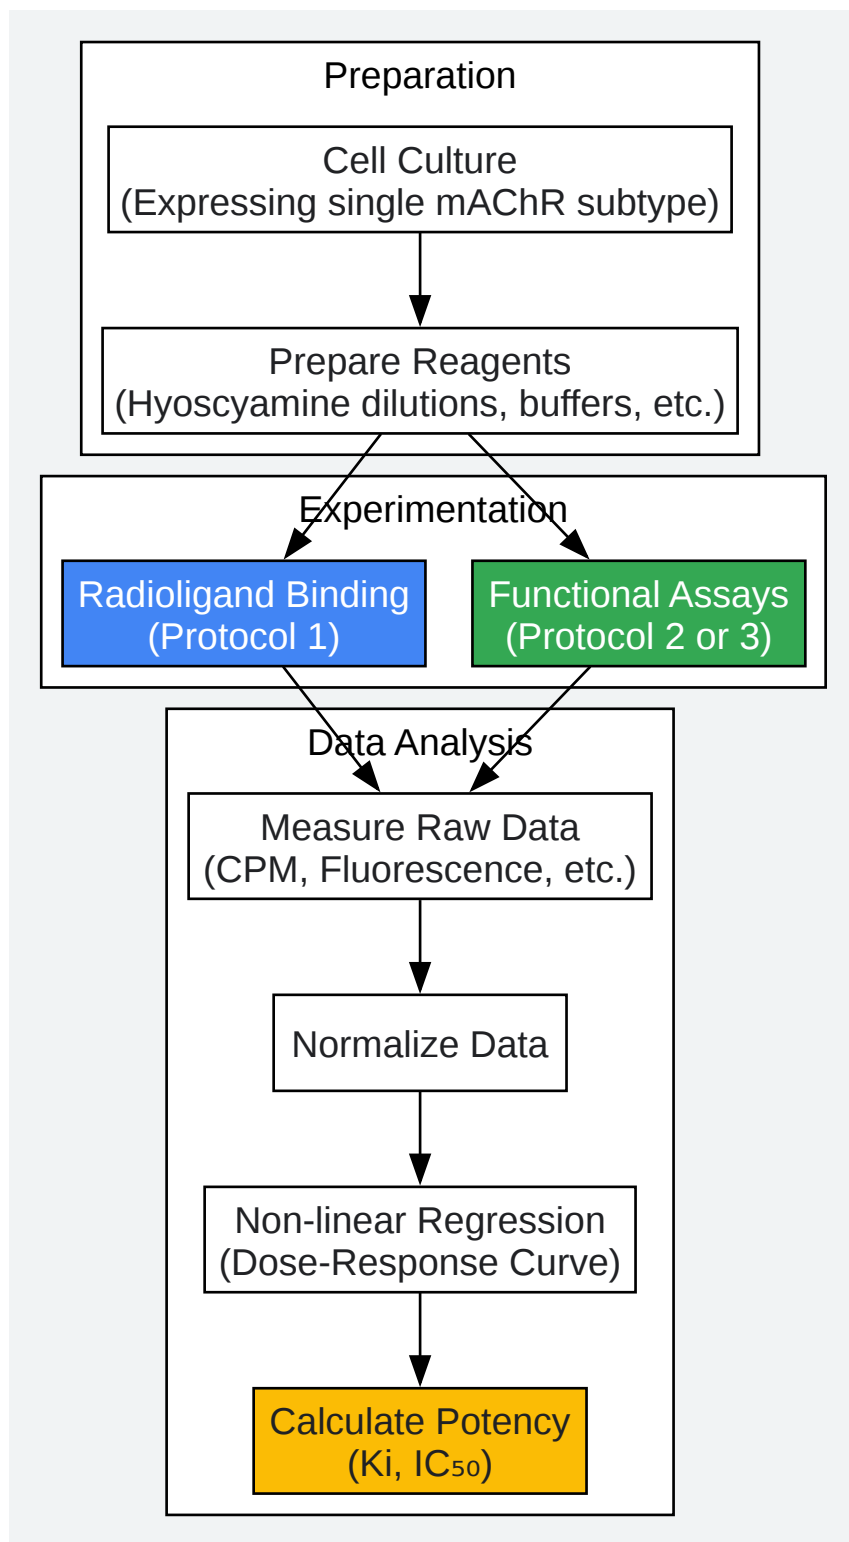 Preparation
Cell Culture
(Expressing single mAChR subtype)
Prepare Reagents
(Hyoscyamine dilutions, buffers, etc.)
Experimentation
Radioligand Binding
(Protocol 1)
Functional Assays
(Protocol 2 or 3)
Data Analysis
Measure Raw Data
(CPM, Fluorescence, etc.)
Normalize Data
Non-linear Regression
(Dose-Response Curve)
Calculate Potency
(Ki, IC₅₀)